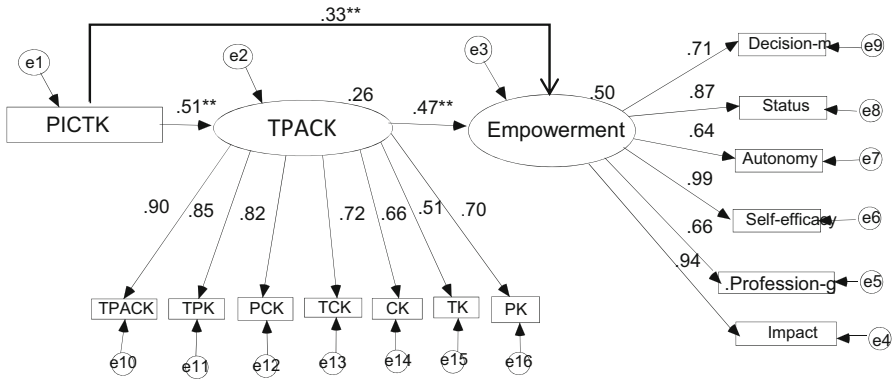 .33**
e1
e2
e3
.71
Decision-m
e9
.51**
.26
.47**
.50
.87
Status
e8
PICTK
TPACK
Empowerment
.64
Autonomy
e7
.99
Self-efficacy
e6
.90
.85
.82
.72
.66
.51
.70
.66
.Profession-g
e5
.94
TPACK
TPK
PCK
TCK
CK
TK
PK
Impact
e4
e10
e11
e12
e13
e14
e15
e16